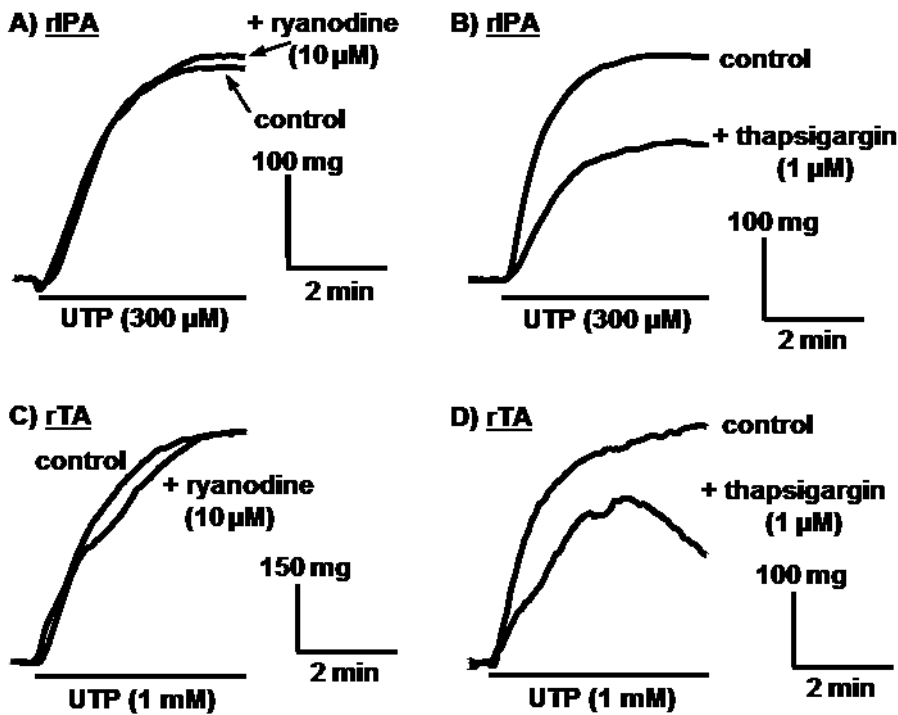 A) rIPA
+ ryanodine
(10 µM)
control
100 mg
2 min
UTP (300 µM)
B) rIPA
control
+ thapsigargin
(1 µM)
100 mg
2 min
UTP (300 µM)
C) rTA
control
+ ryanodine
(10 µM)
150 mg
2 min
UTP (1 mM)
D) rTA
control
+ thapsigargin
(1 µM)
100 mg
2 min
UTP (1 mM)